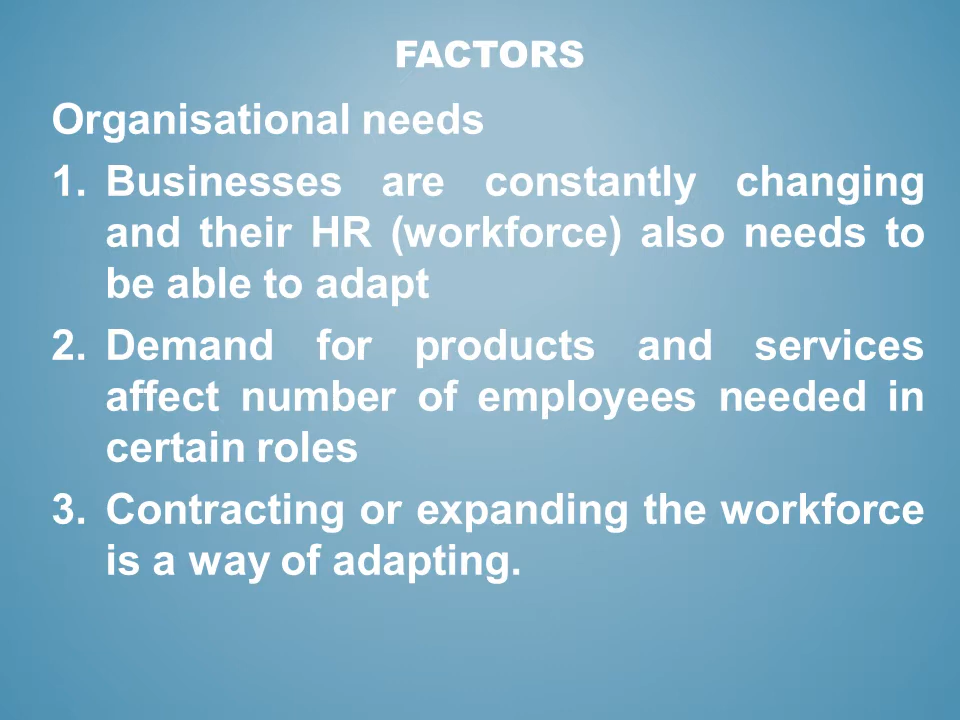 FACTORS
Organisational needs
1. Businesses are constantly changing
and their HR (workforce) also needs to
be able to adapt
2. Demand for products and services
affect number of employees needed in
certain roles
3. Contracting or expanding the workforce
is a way of adapting.